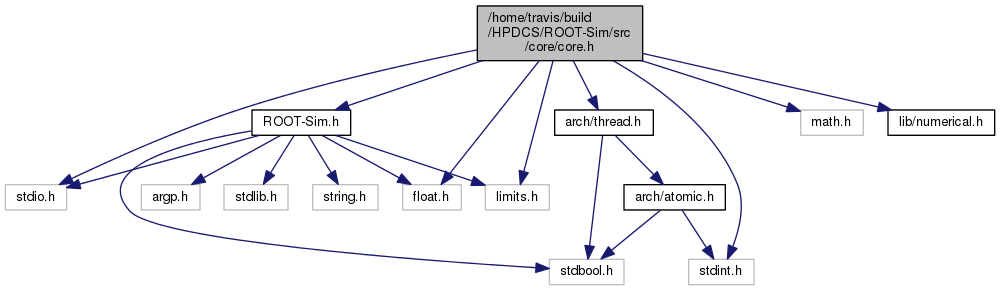 /home/travis/build
/HPDCS/ROOT-Sim/src
/core/core.h
ROOT-Sim.h
arch/thread.h
math.h
lib/numerical.h
stdio.h
argp.h
stdlib.h
string.h
float.h
limits.h
arch/atomic.h
stdbool.h
stdint.h